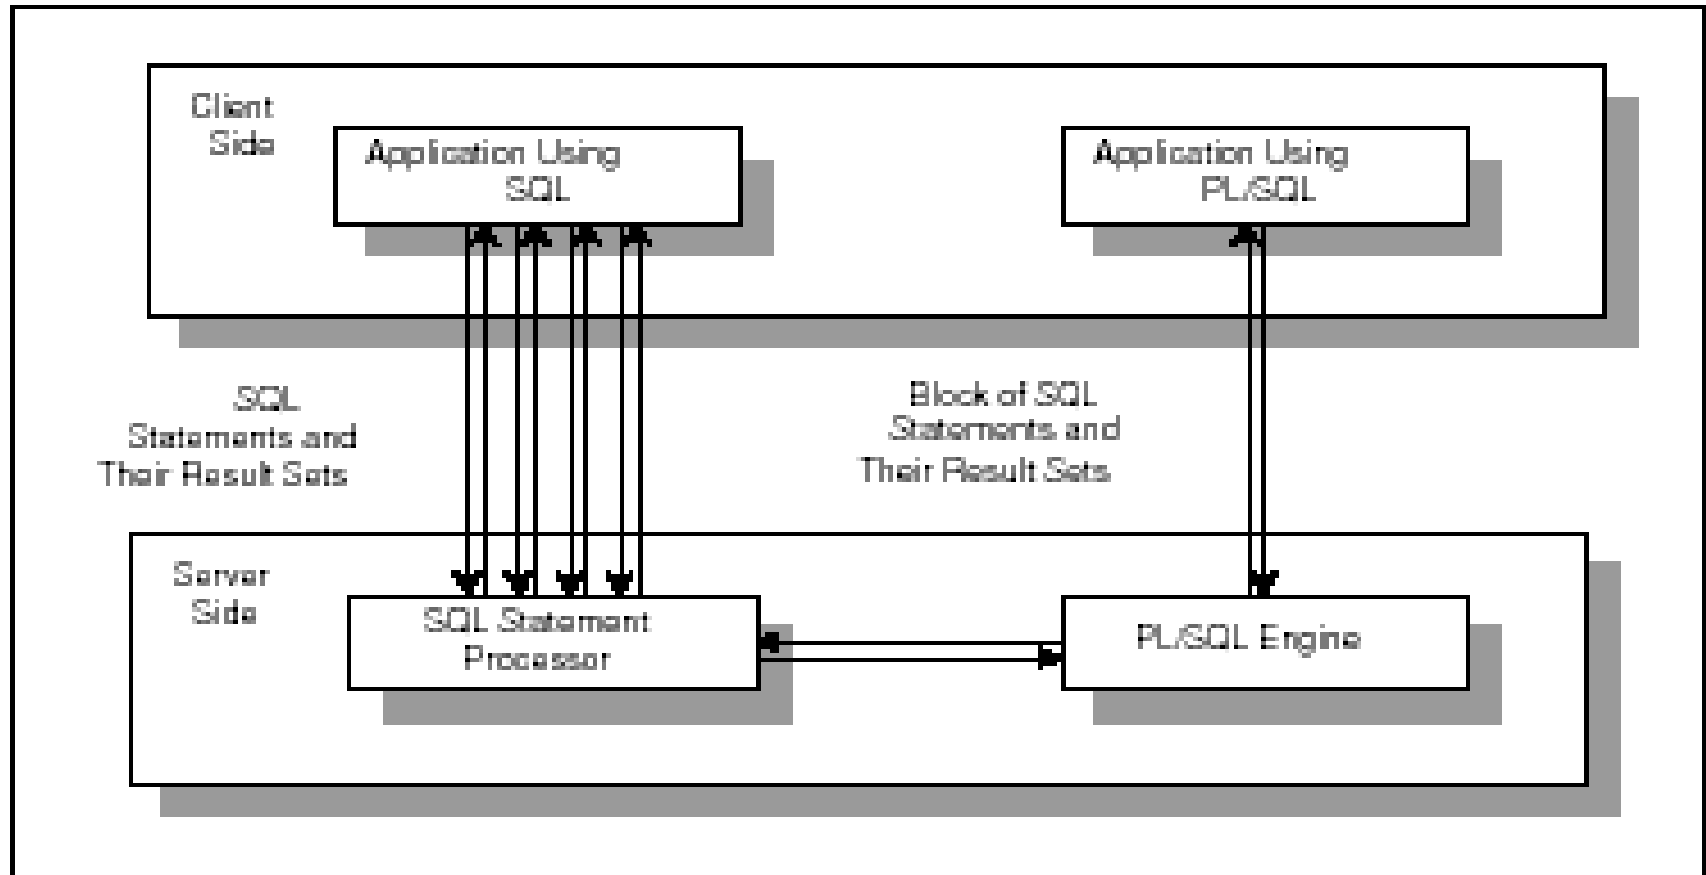 Client
Side
Application Using
SQL
Application Using
PL/SQL
SQL
Statements and
Their Result Sets
Block of SQL
Statements and
Their Result Sets
Server
Side
SQL Statement
Processor
PL/SQL Engine